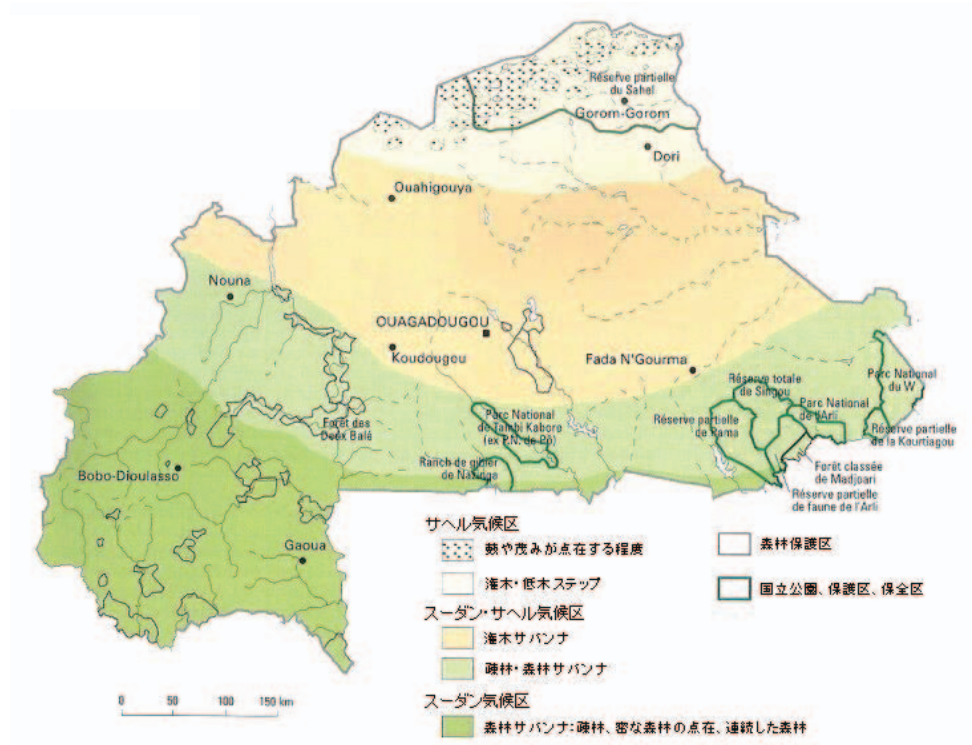 Réserve partielle
du Sahel
Gorom-Gorom
Dori
Ouahigouya
Nouna
OUAGADOUGOU
Koudougou
Fada N'Gourma
Réserve totale
de Singou
Parc National
du W
Parc National
de l'Arli
Réserve partielle
de Pama
Réserve partielle
de la Kourtiagou
Parc National
de Tambi Kabore
(ex P.N. de Pô)
Forêt des
Deux Balé
Ranch de gibier
de Nazinga
Forêt classée
de Madjoari
Réserve partielle
de faune de l'Arli
Bobo-Dioulasso
Gaoua
サヘル気候区
藪や茂みが点在する程度
潅木・低木ステップ
スーダン・サヘル気候区
潅木サバンナ
疎林・森林サバンナ
スーダン気候区
森林サバンナ:疎林、密な森林の点在、連続した森林
森林保護区
国立公園、保護区、保全区
0 50 100 150 km